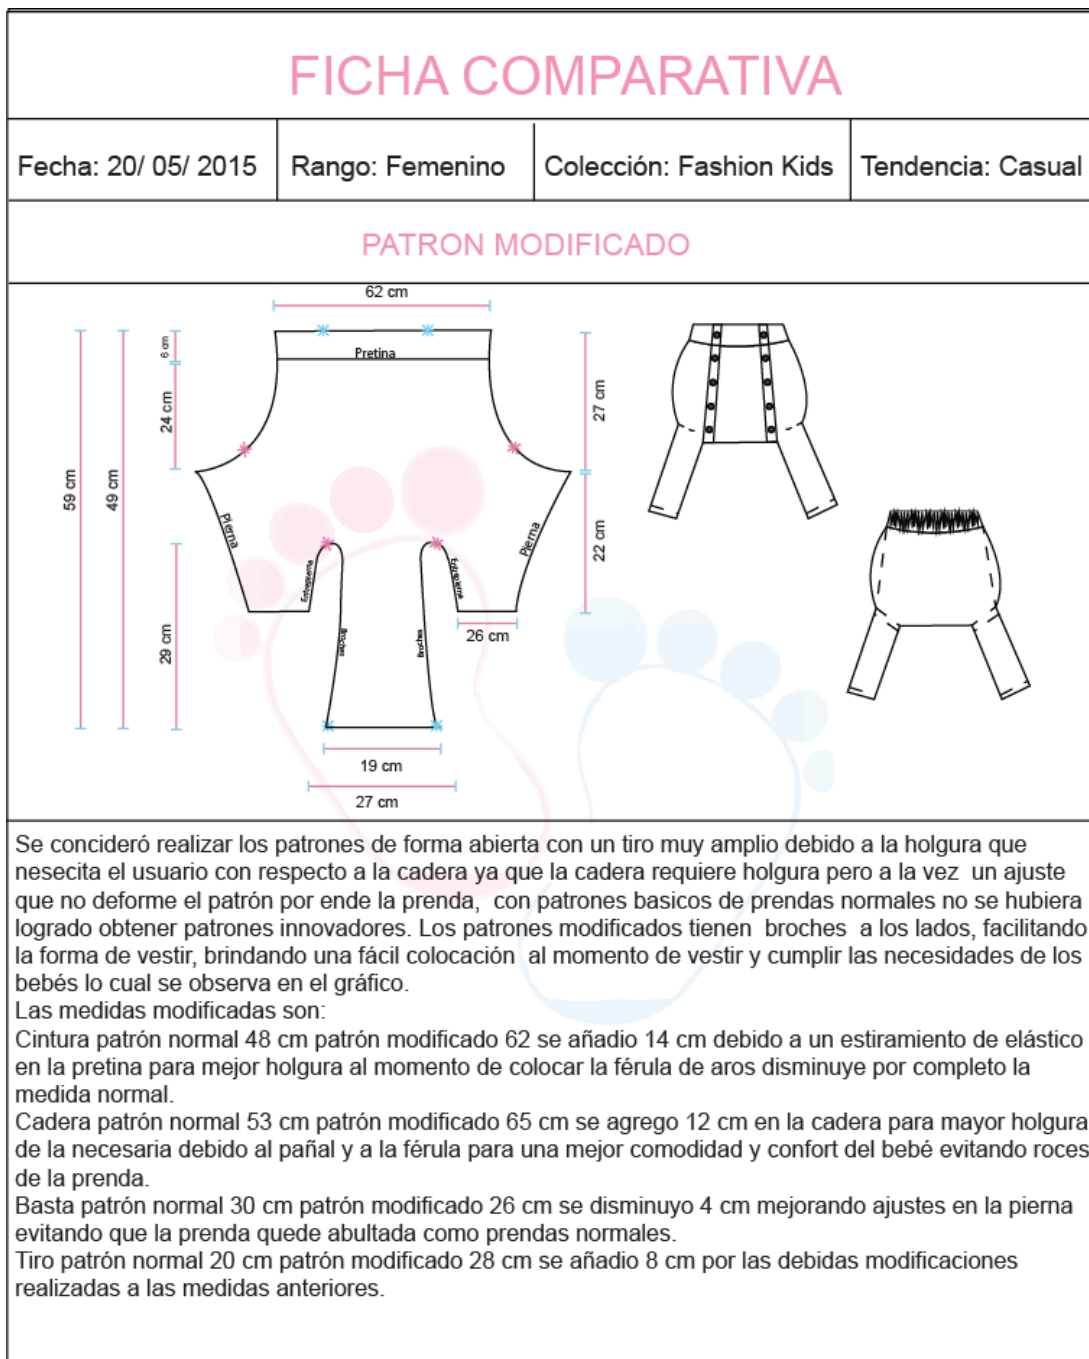 FICHA COMPARATIVA
Fecha: 20/ 05/ 2015
Rango: Femenino
Colección: Fashion Kids
Tendencia: Casual
PATRON MODIFICADO
62 cm
6 cm
Pretina
24 cm
27 cm
59 cm
49 cm
Pierna
Pierna
22 cm
Entrepierna
Entrepierna
29 cm
Broches
Broches
26 cm
19 cm
27 cm
Se concideró realizar los patrones de forma abierta con un tiro muy amplio debido a la holgura que
nesecita el usuario con respecto a la cadera ya que la cadera requiere holgura pero a la vez  un ajuste
que no deforme el patrón por ende la prenda,  con patrones basicos de prendas normales no se hubiera
logrado obtener patrones innovadores. Los patrones modificados tienen  broches  a los lados, facilitando
la forma de vestir, brindando una fácil colocación  al momento de vestir y cumplir las necesidades de los
bebés lo cual se observa en el gráfico.
Las medidas modificadas son:
Cintura patrón normal 48 cm patrón modificado 62 se añadio 14 cm debido a un estiramiento de elástico
en la pretina para mejor holgura al momento de colocar la férula de aros disminuye por completo la
medida normal.
Cadera patrón normal 53 cm patrón modificado 65 cm se agrego 12 cm en la cadera para mayor holgura
de la necesaria debido al pañal y a la férula para una mejor comodidad y confort del bebé evitando roces
de la prenda.
Basta patrón normal 30 cm patrón modificado 26 cm se disminuyo 4 cm mejorando ajustes en la pierna
evitando que la prenda quede abultada como prendas normales.
Tiro patrón normal 20 cm patrón modificado 28 cm se añadio 8 cm por las debidas modificaciones
realizadas a las medidas anteriores.